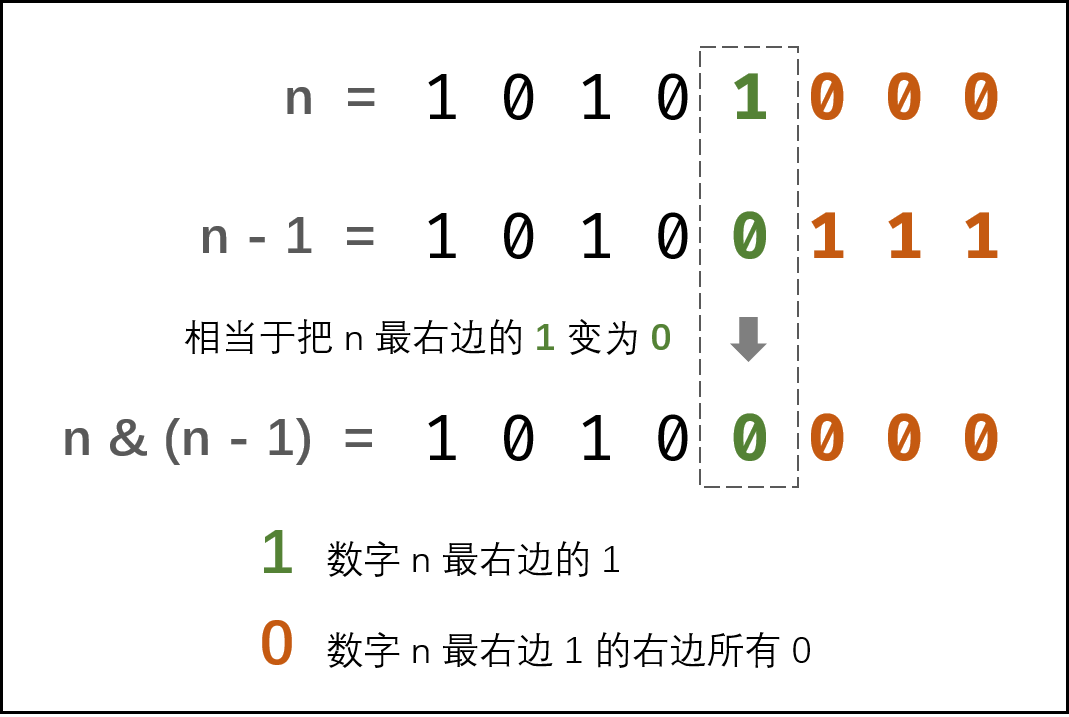 n = 1 0 1 0 1 0 0 0
n - 1 = 1 0 1 0 0 1 1 1
相当于把 n 最右边的 1 变为 0
n & (n - 1) = 1 0 1 0 0 0 0 0
1 数字 n 最右边的 1
0 数字 n 最右边 1 的右边所有 0